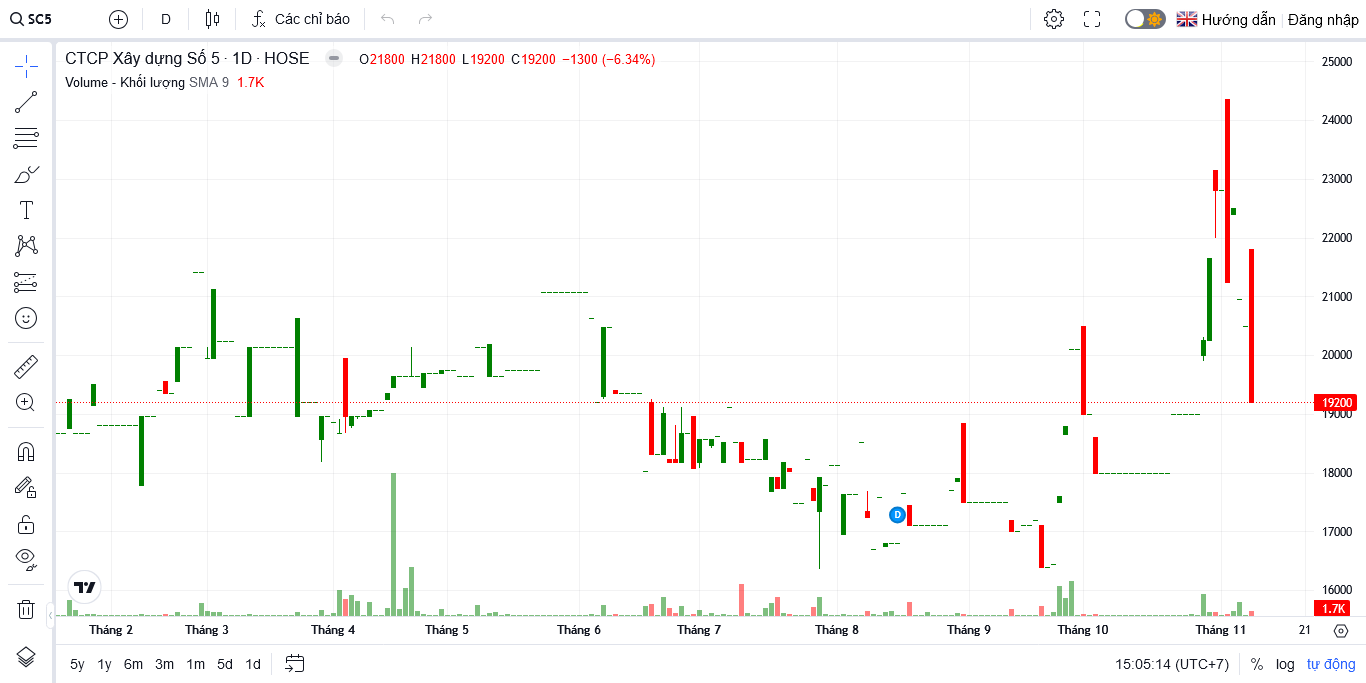 SC5 D Các chỉ báo Hướng dẫn Đăng nhập
CTCP Xây dựng Số 5 · 1D · HOSE O21800 H21800 L19200 C19200 −1300 (−6.34%)
Volume - Khối lượng SMA 9 1.7K
25000
24000
23000
22000
21000
20000
19200
19000
18000
17000
16000
1.7K
D
Tháng 2 Tháng 3 Tháng 4 Tháng 5 Tháng 6 Tháng 7 Tháng 8 Tháng 9 Tháng 10 Tháng 11 21
5y 1y 6m 3m 1m 5d 1d 15:05:14 (UTC+7) % log tự động